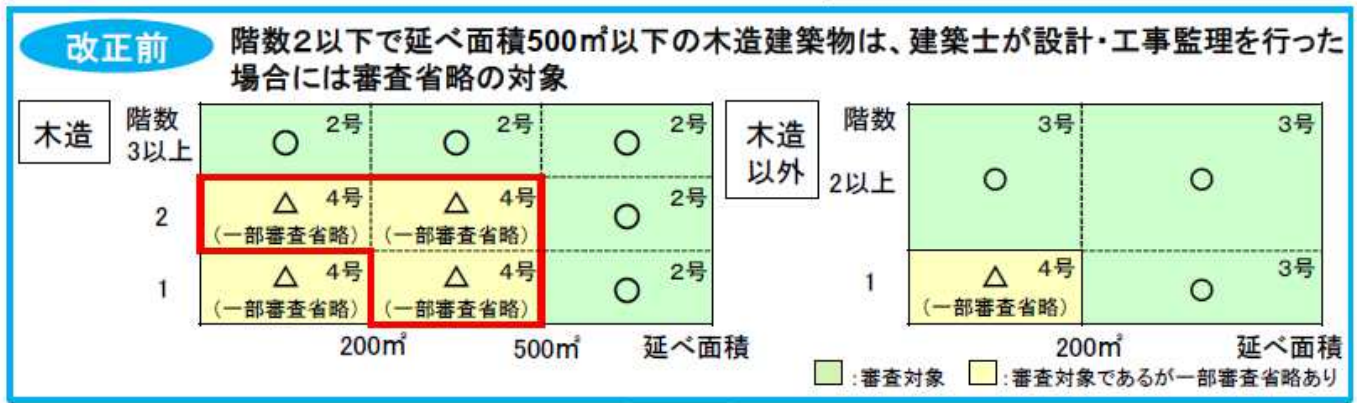 改正前
階数2以下で延べ面積500㎡以下の木造建築物は、建築士が設計・工事監理を行った
場合には審査省略の対象
木造
階数
3以上
○ 2号
○ 2号
○ 2号
2
△ 4号
(一部審査省略)
△ 4号
(一部審査省略)
○ 2号
1
△ 4号
(一部審査省略)
△ 4号
(一部審査省略)
○ 2号
200㎡
500㎡
延べ面積
木造
以外
階数
2以上
○ 3号
○ 3号
1
△ 4号
(一部審査省略)
○ 3号
200㎡
延べ面積
:審査対象
:審査対象であるが一部審査省略あり